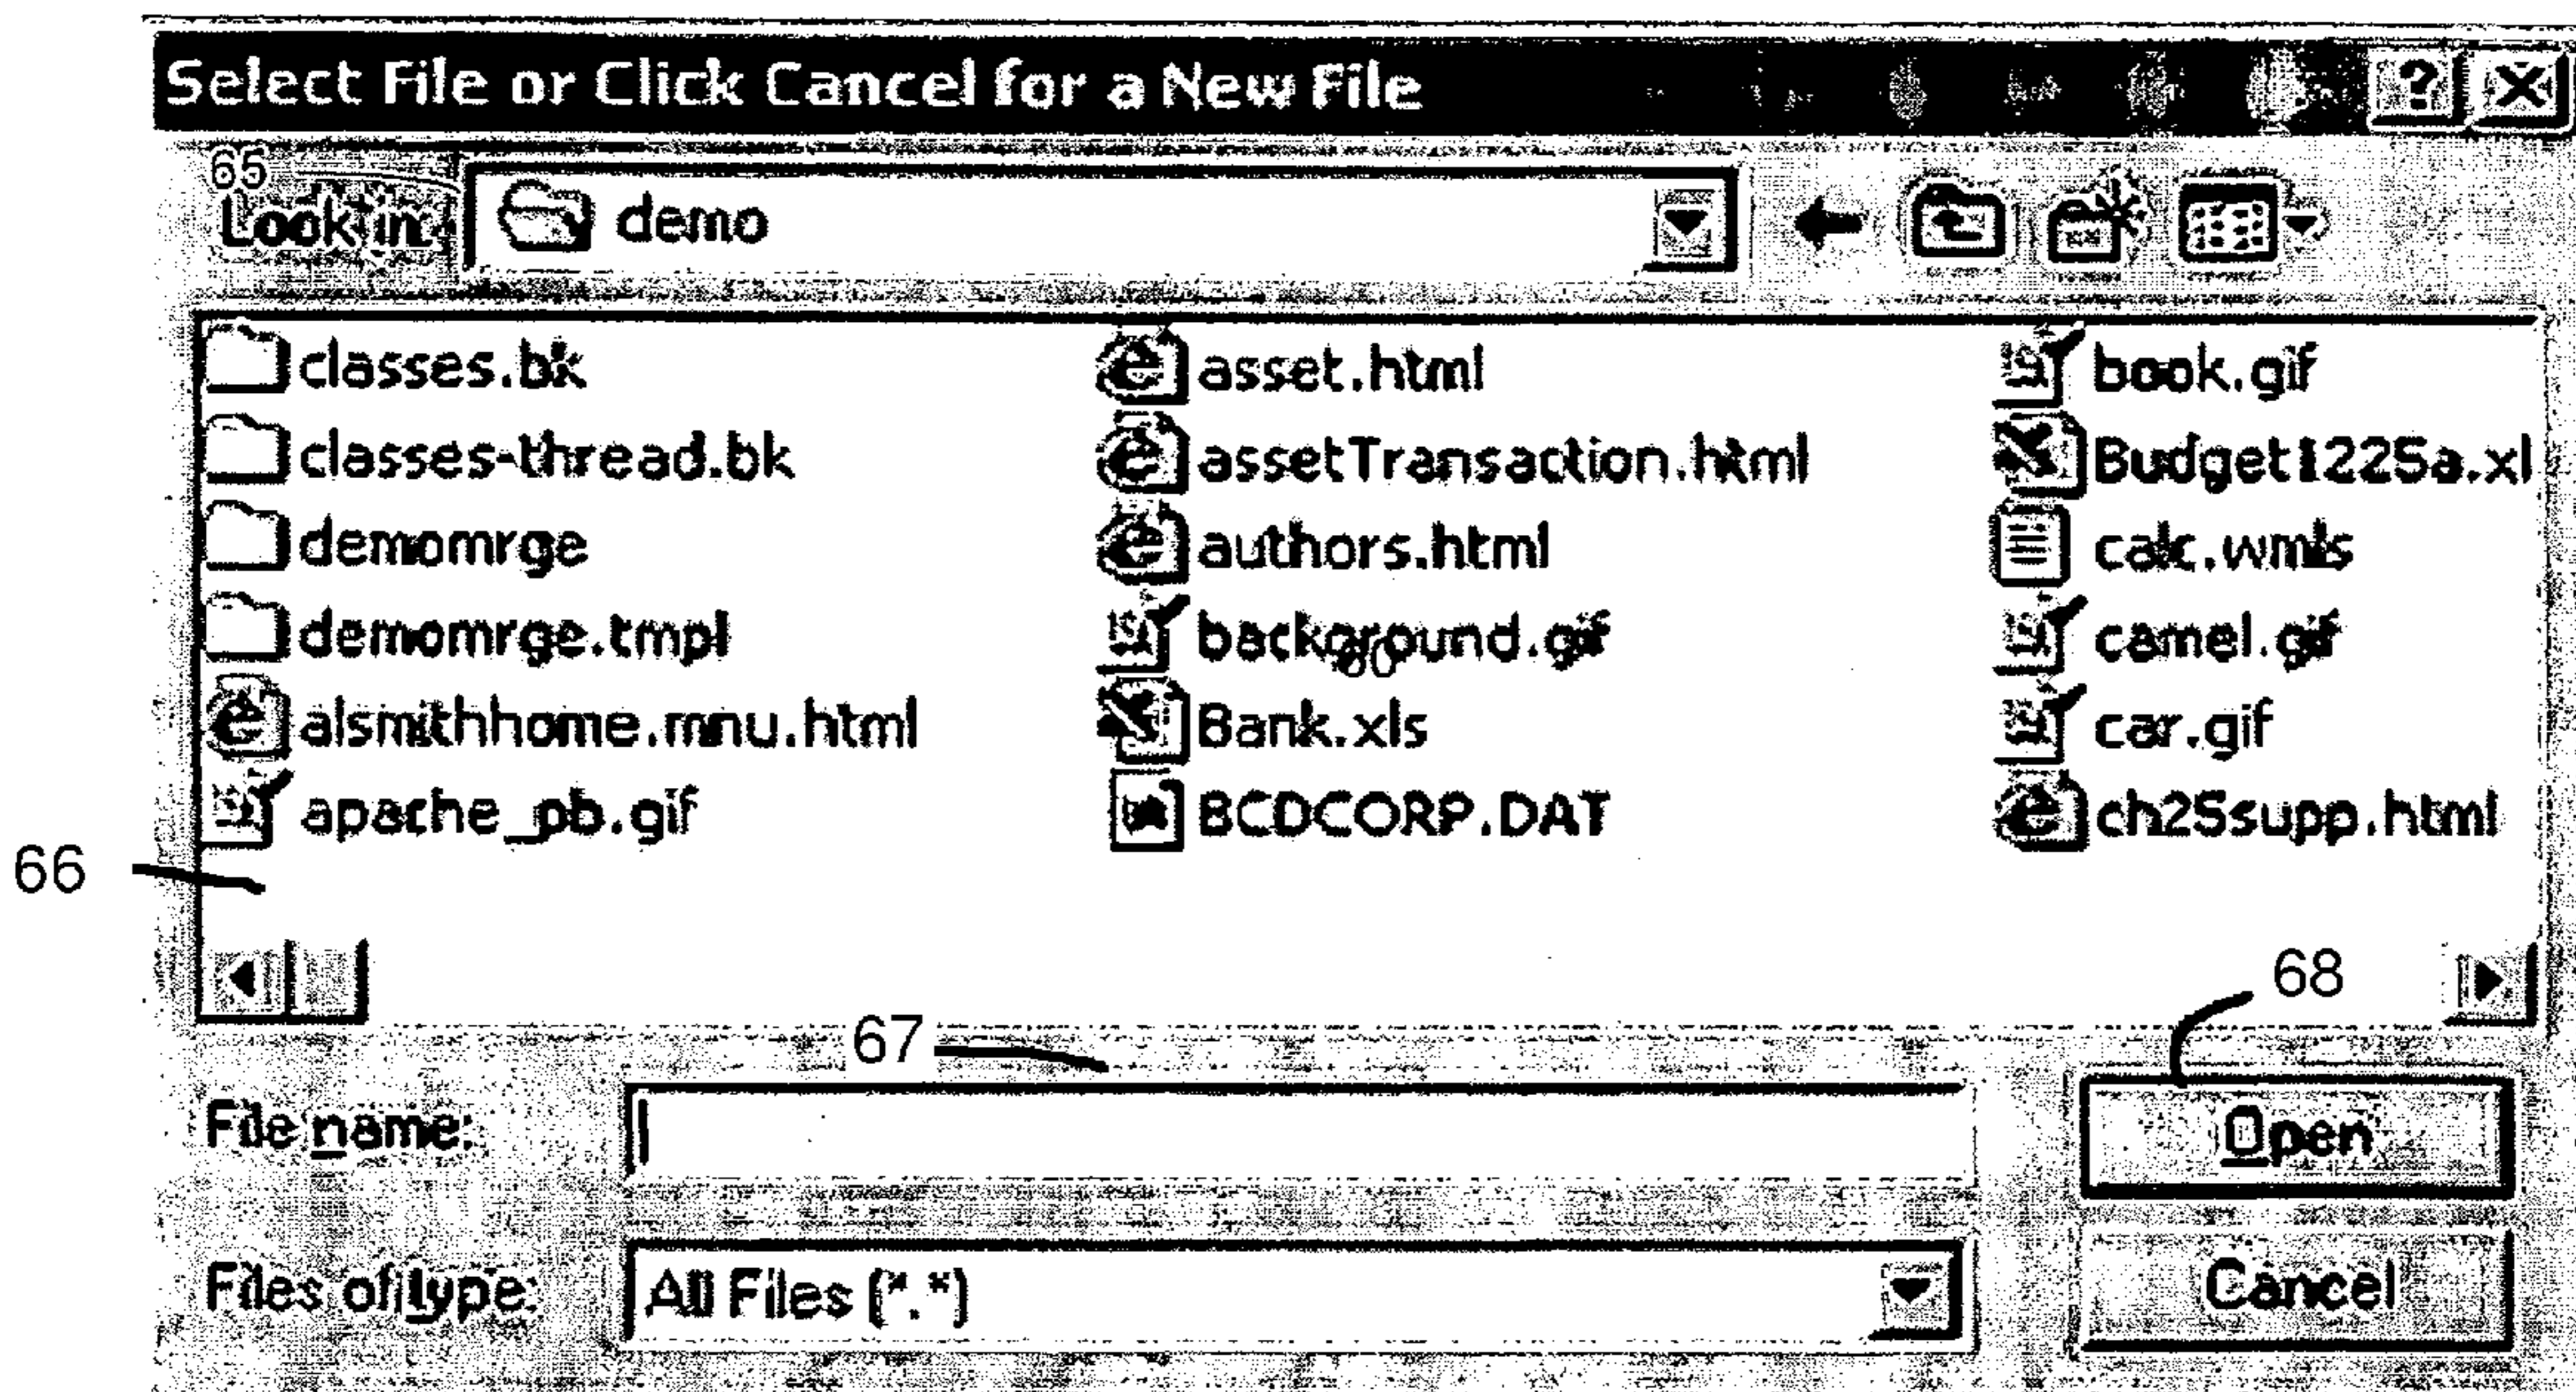 Select File or Click Cancel for a New File
65
Look in:
demo
classes.bk
classes-thread.bk
demomrge
demomrge.tmpl
alsmithhome.mnu.html
apache_pb.gif
asset.html
assetTransaction.html
authors.html
background.gif
60
Bank.xls
BCDCORP.DAT
book.gif
Budget1225a.xl
calc.wmls
camel.gif
car.gif
ch25supp.html
66
67
68
File name:
Open
Files of type:
All Files (*.*)
Cancel